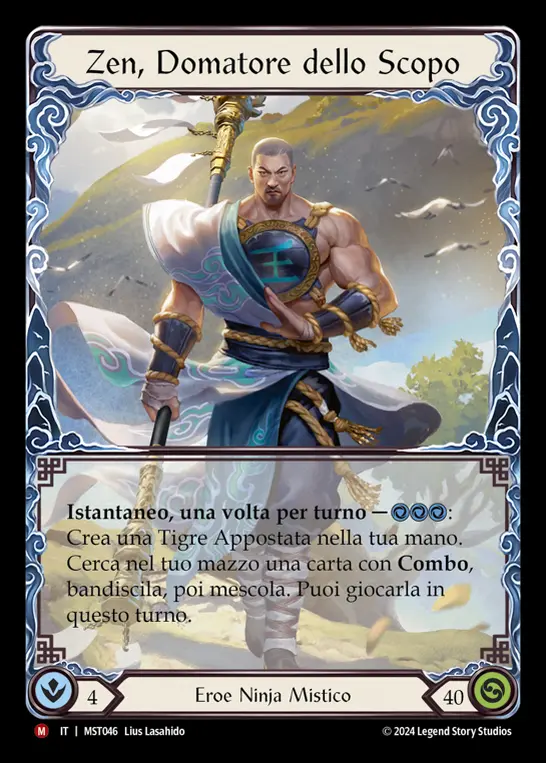 Zen, Domatore dello Scopo
王
Istantaneo, una volta per turno —:
Crea una Tigre Appostata nella tua mano.
Cerca nel tuo mazzo una carta con Combo,
bandiscila, poi mescola. Puoi giocarla in
questo turno.
4
Eroe Ninja Mistico
40
M IT | MST046 Lius Lasahido
© 2024 Legend Story Studios